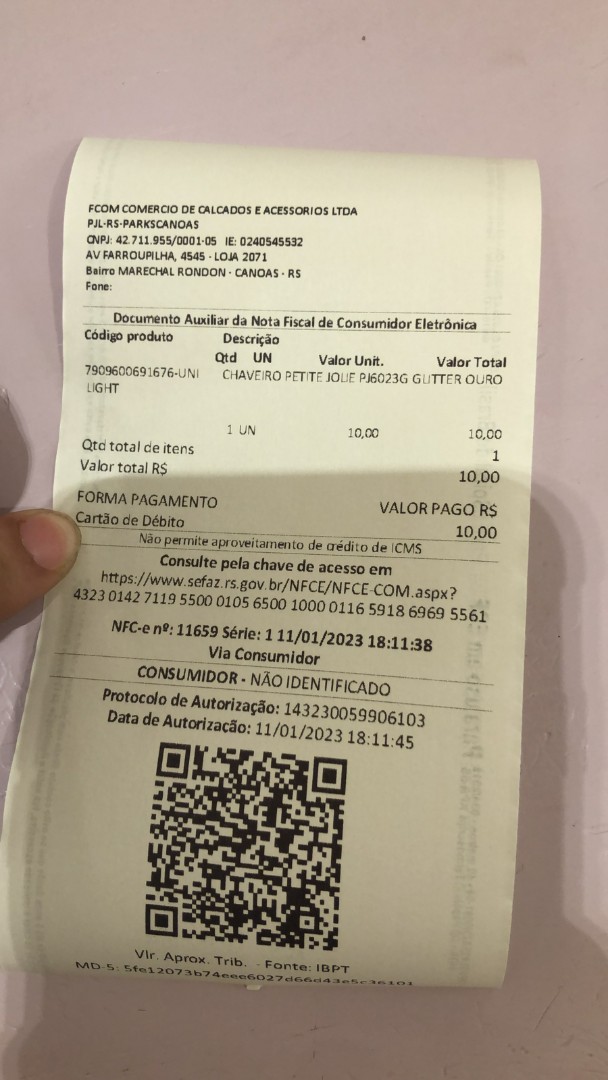 FCOM COMERCIO DE CALCADOS E ACESSORIOS LTDA
PJL-RS-PARKSCANOAS
CNPJ: 42.711.955/0001-05 IE: 0240545532
AV FARROUPILHA, 4545 - LOJA 2071
Bairro MARECHAL RONDON - CANOAS - RS
Fone:
Documento Auxiliar da Nota Fiscal de Consumidor Eletrônica
Código produto Descrição
Qtd UN Valor Unit. Valor Total
7909600691676-UNI CHAVEIRO PETITE JOLIE PJ6023G GLITTER OURO
LIGHT
1 UN 10,00 10,00
Qtd total de itens 1
Valor total R$ 10,00
FORMA PAGAMENTO VALOR PAGO R$
Cartão de Débito 10,00
Não permite aproveitamento de crédito de ICMS
Consulte pela chave de acesso em
https://www.sefaz.rs.gov.br/NFCE/NFCE-COM.aspx?
4323 0142 7119 5500 0105 6500 1000 0116 5918 6969 5561
NFC-e nº: 11659 Série: 1 11/01/2023 18:11:38
Via Consumidor
CONSUMIDOR - NÃO IDENTIFICADO
Protocolo de Autorização: 143230059906103
Data de Autorização: 11/01/2023 18:11:45
Vlr. Aprox. Trib. - Fonte: IBPT
MD-5: 5fe12073b74eee6027d66d43e5c36101